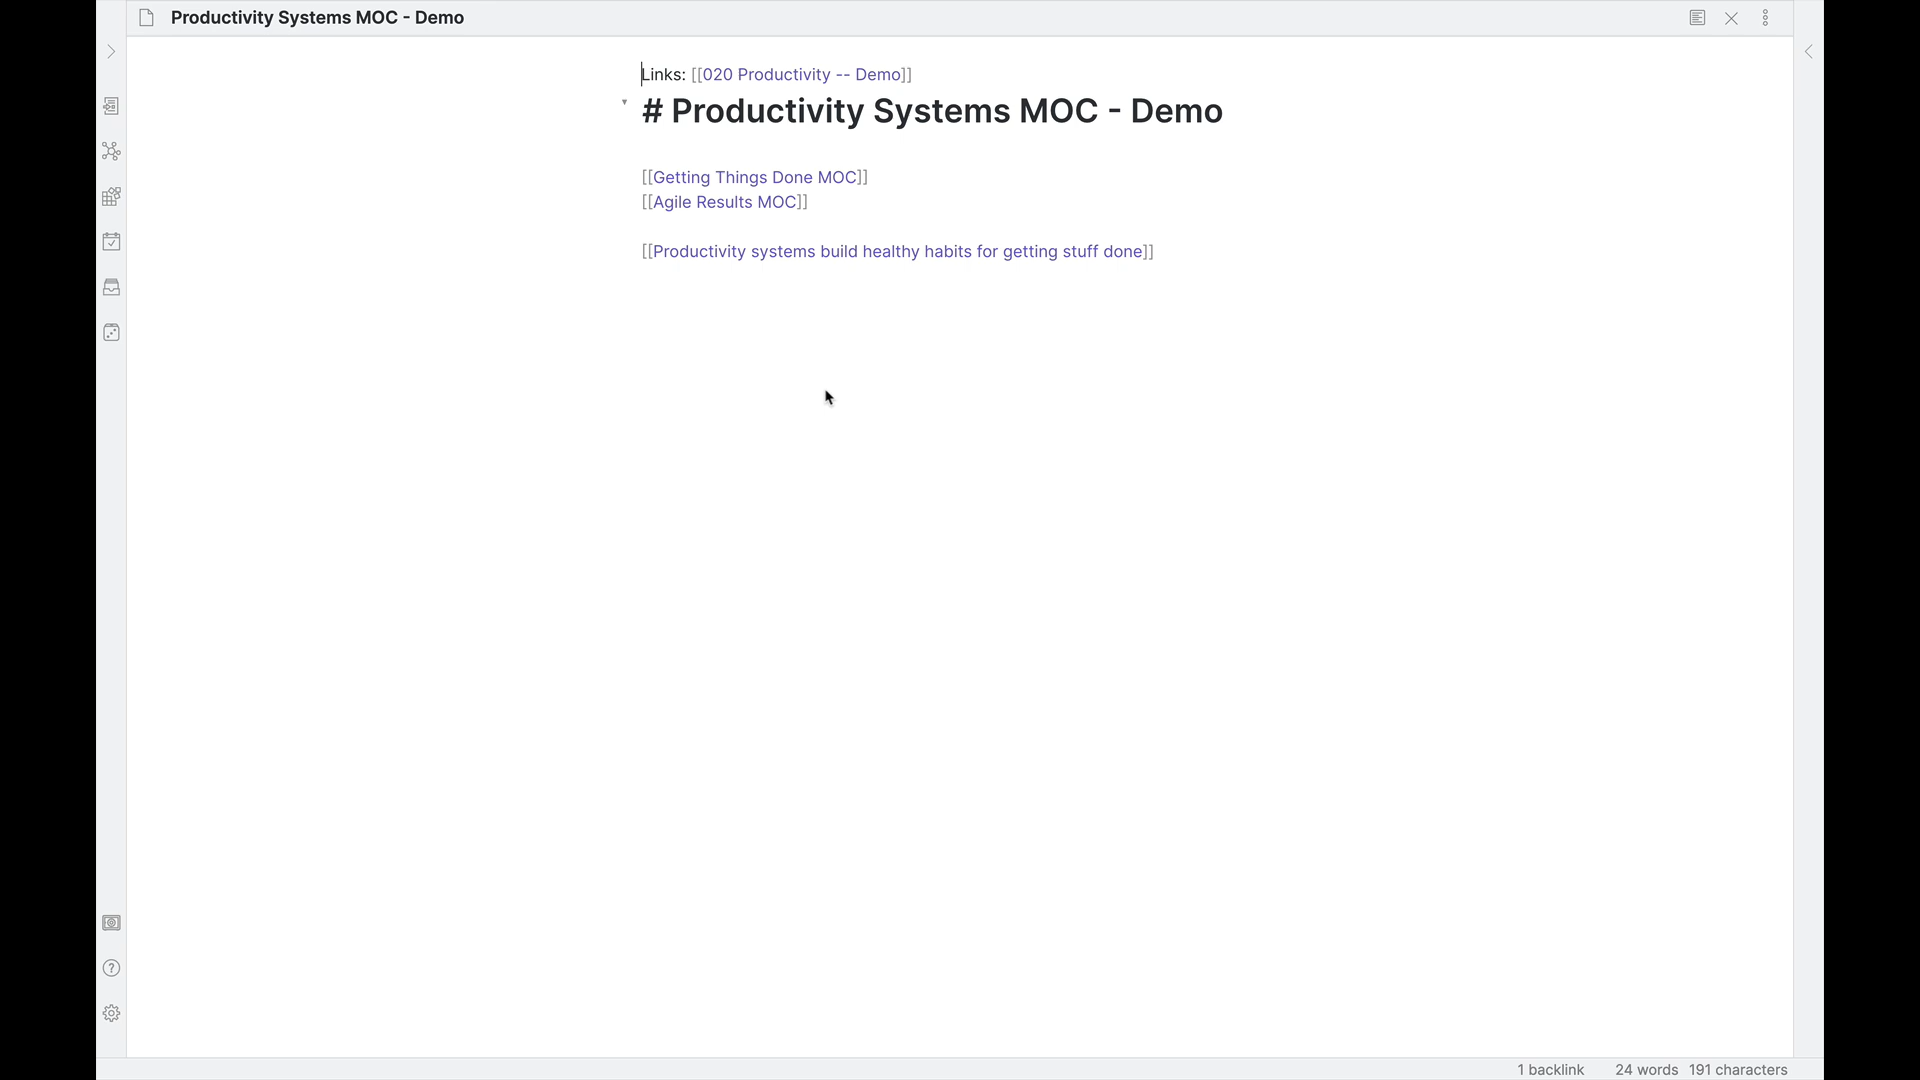 Productivity Systems MOC - Demo
Links: [[020 Productivity -- Demo]]
# Productivity Systems MOC - Demo
[[Getting Things Done MOC]]
[[Agile Results MOC]]
[[Productivity systems build healthy habits for getting stuff done]]
1 backlink 24 words 191 characters